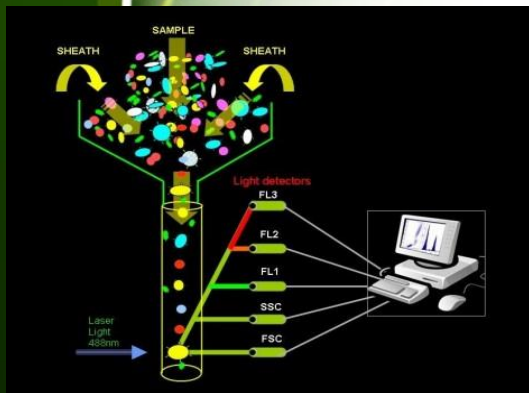 SAMPLE
SHEATH
SHEATH
Light detectors
FL3
FL2
FL1
SSC
FSC
Laser
Light
488nm